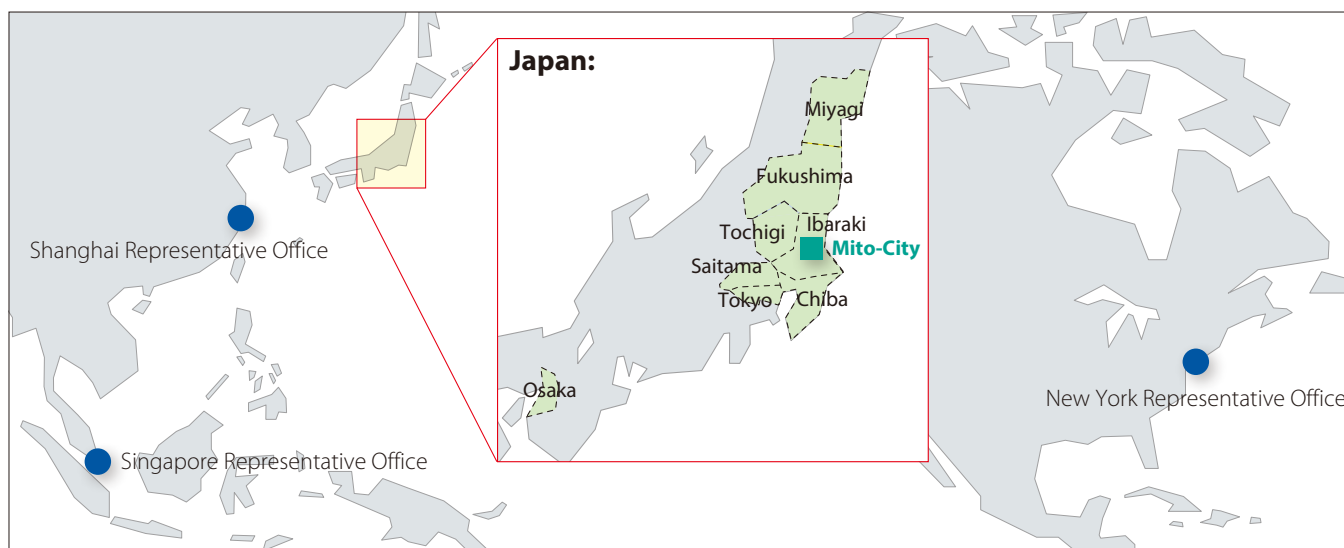 Japan:
Miyagi
Fukushima
Ibaraki
Tochigi
Mito-City
Saitama
Tokyo
Chiba
Osaka
Shanghai Representative Office
Singapore Representative Office
New York Representative Office